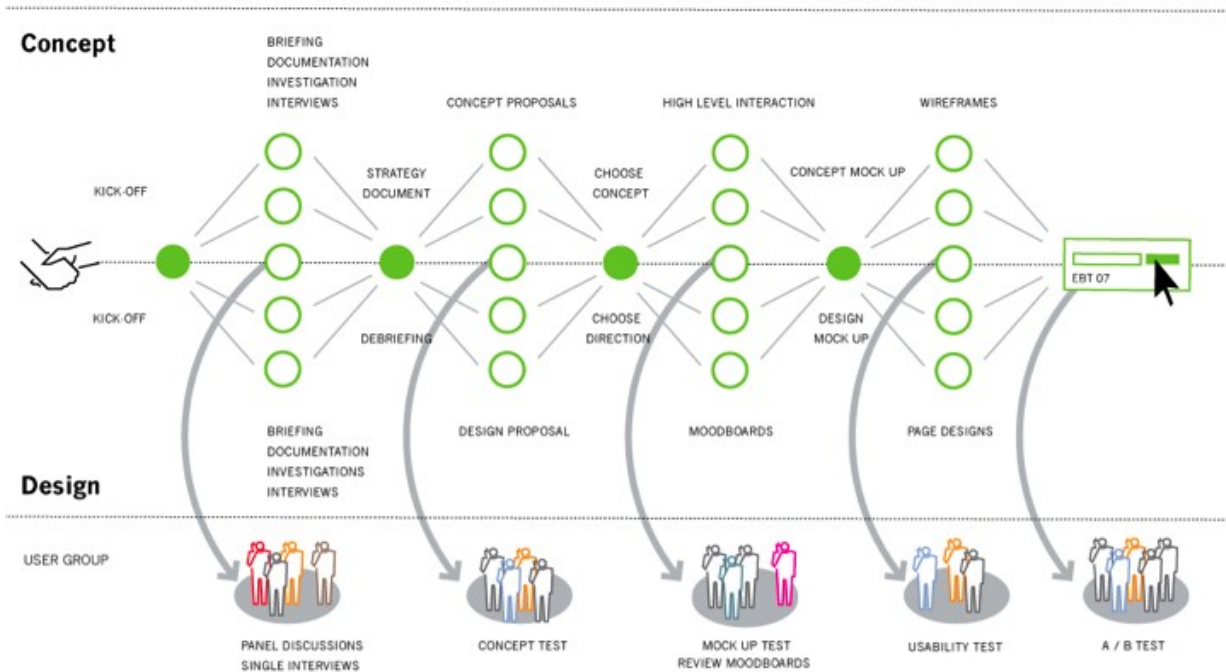 Concept
BRIEFING
DOCUMENTATION
INVESTIGATION
INTERVIEWS
CONCEPT PROPOSALS
HIGH LEVEL INTERACTION
WIREFRAMES
KICK-OFF
STRATEGY
DOCUMENT
CHOOSE
CONCEPT
CONCEPT MOCK UP
EBT 07
KICK-OFF
DEBRIEFING
CHOOSE
DIRECTION
DESIGN
MOCK UP
BRIEFING
DOCUMENTATION
INVESTIGATIONS
INTERVIEWS
DESIGN PROPOSAL
MOODBOARDS
PAGE DESIGNS
Design
USER GROUP
PANEL DISCUSSIONS
SINGLE INTERVIEWS
CONCEPT TEST
MOCK UP TEST
REVIEW MOODBOARDS
USABILITY TEST
A / B TEST